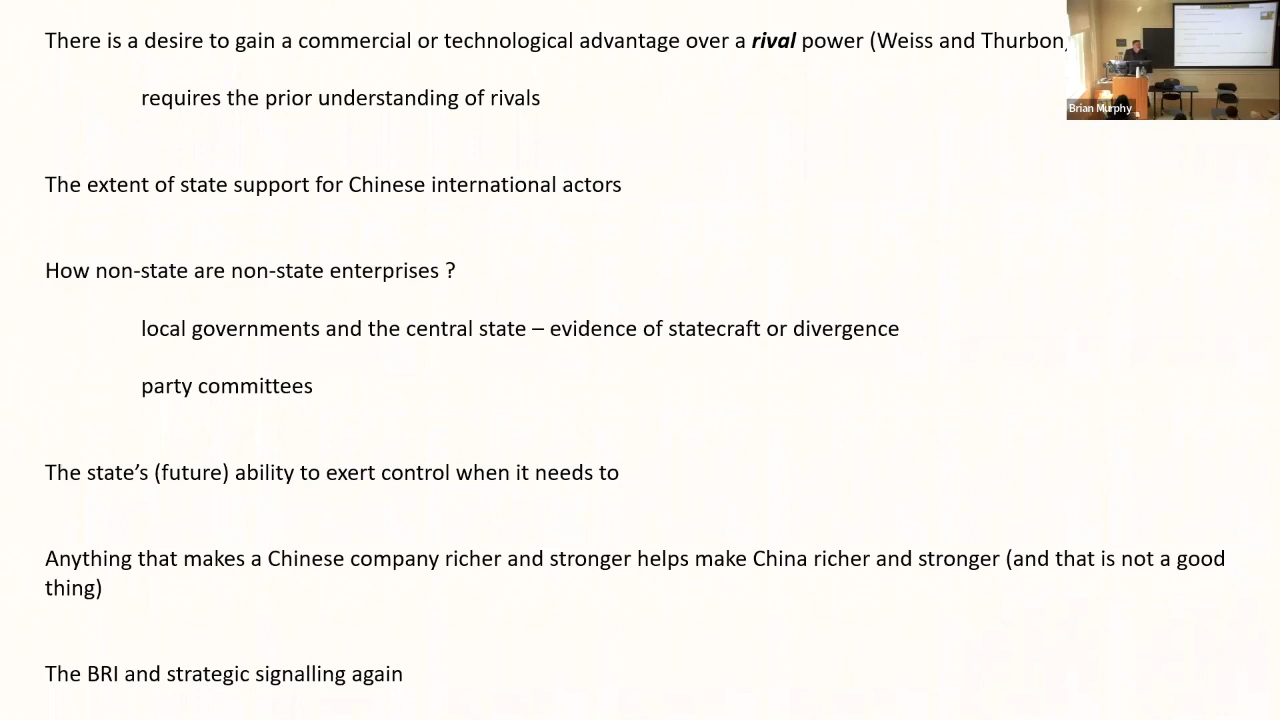 There is a desire to gain a commercial or technological advantage over a rival power (Weiss and Thurbon,
requires the prior understanding of rivals
The extent of state support for Chinese international actors
How non-state are non-state enterprises ?
local governments and the central state – evidence of statecraft or divergence
party committees
The state’s (future) ability to exert control when it needs to
Anything that makes a Chinese company richer and stronger helps make China richer and stronger (and that is not a good
thing)
The BRI and strategic signalling again
Brian Murphy